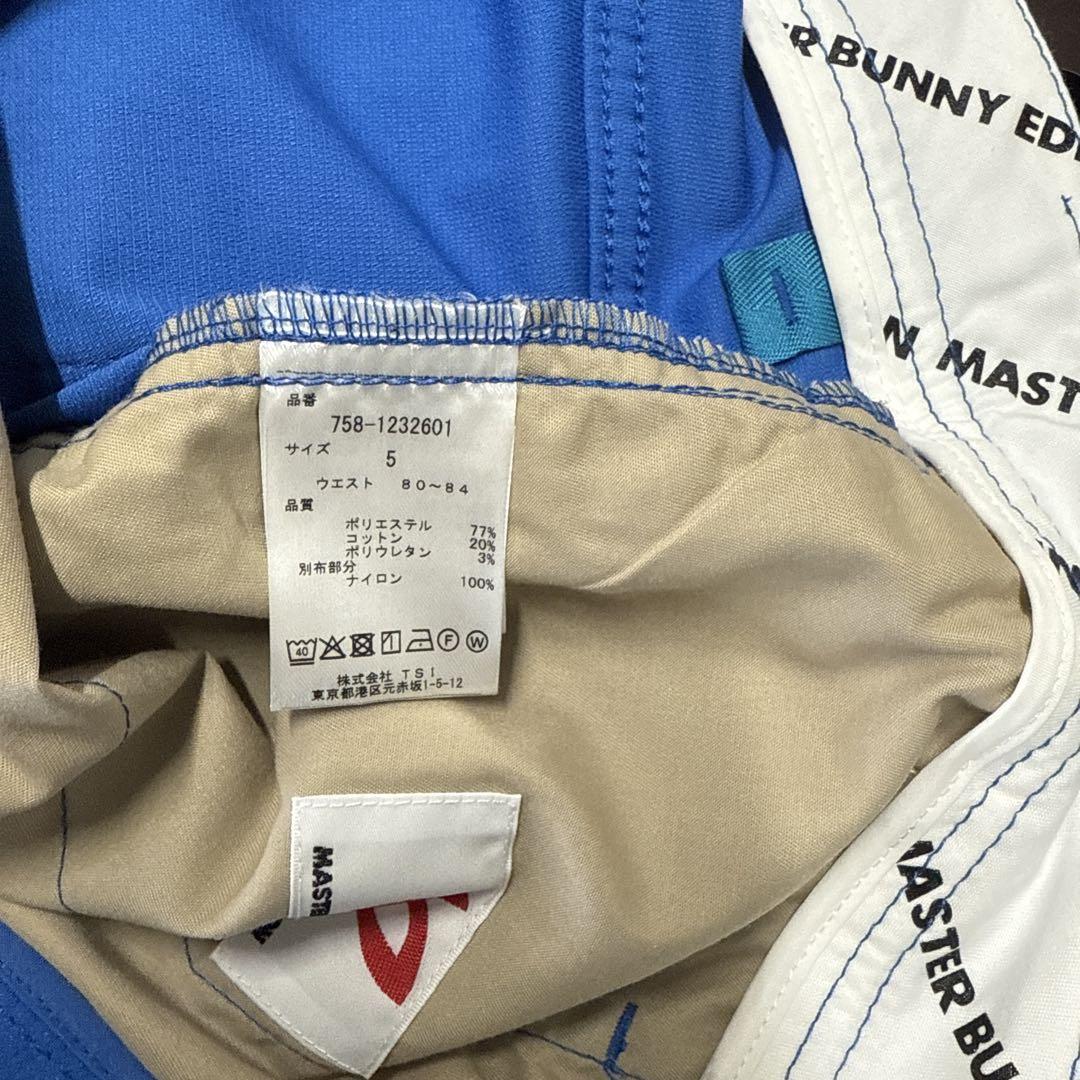 R BUNNY EDI
N MAST
品番
758-1232601
サイズ
5
ウエスト 80〜84
品質
ポリエステル 77%
コットン 20%
ポリウレタン 3%
別布部分
ナイロン 100%
40 F W
株式会社 TSI
東京都港区元赤坂1-5-12
MASTER
MASTER BU